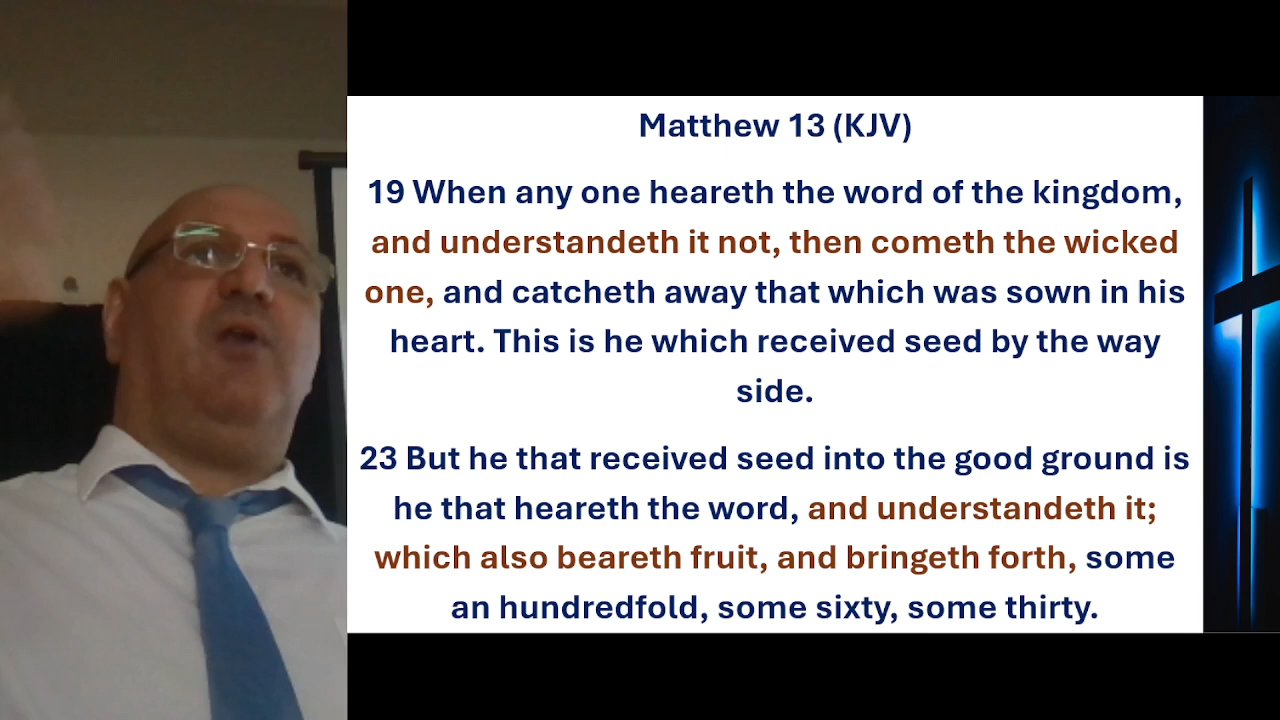 Matthew 13 (KJV)
19 When any one heareth the word of the kingdom,
and understandeth it not, then cometh the wicked
one, and catcheth away that which was sown in his
heart. This is he which received seed by the way
side.
23 But he that received seed into the good ground is
he that heareth the word, and understandeth it;
which also beareth fruit, and bringeth forth, some
an hundredfold, some sixty, some thirty.